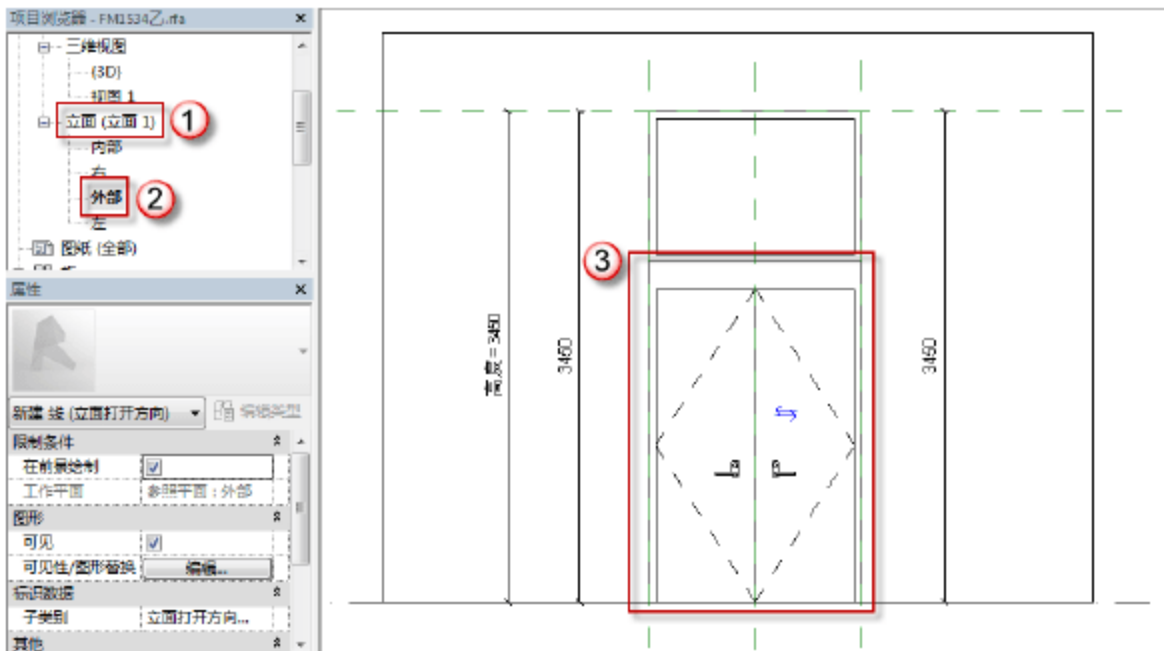 项目浏览器 - FM1534乙.rfa
三维视图
{3D}
视图 1
立面 (立面 1)
1
内部
右
外部
2
左
图纸 (全部)
属性
新建 线 (立面打开方向)
编辑类型
限制条件
在前景绘制
工作平面
参照平面 : 外部
图形
可见
可见性/图形替换
编辑...
标识数据
子类别
立面打开方向...
其他
3
高度 = 3450
3450
3450